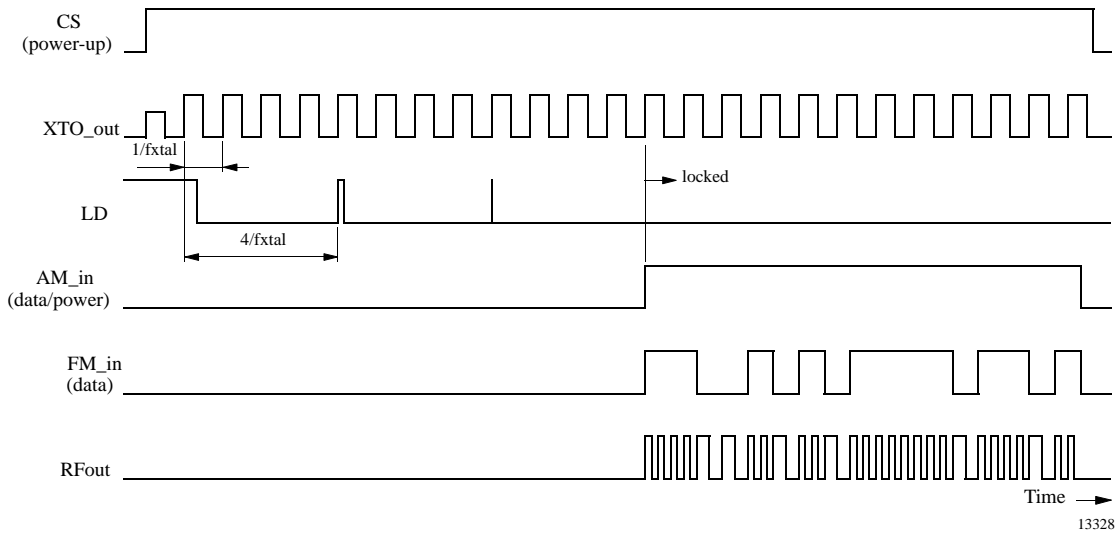 CS
(power-up)
XTO_out
1/fxtal
locked
LD
4/fxtal
AM_in
(data/power)
FM_in
(data)
RFout
Time
13328